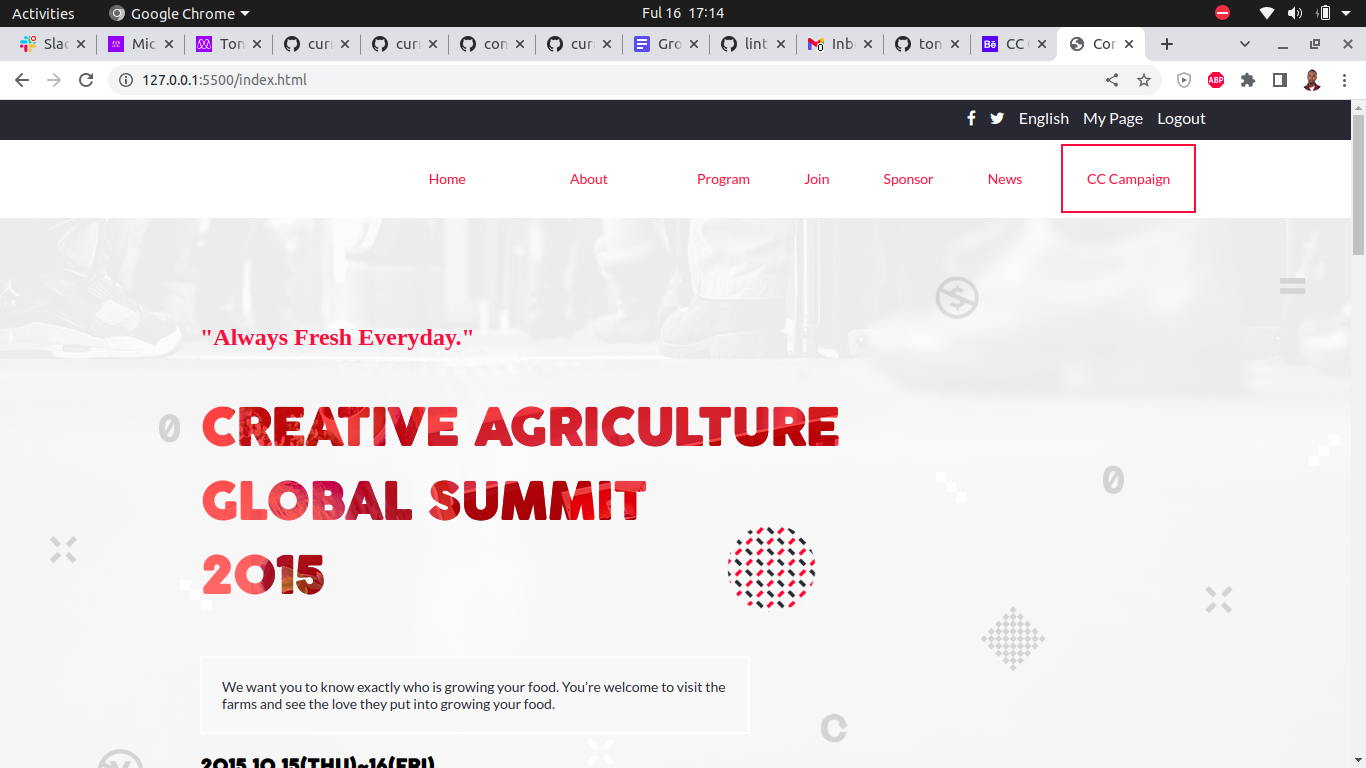 Activities Google Chrome Ful 16 17:14
Slac Mic Ton curr curr con curr Gro lint Inb ton CC Cor
127.0.0.1:5500/index.html ABP
English My Page Logout
Home About Program Join Sponsor News CC Campaign
"Always Fresh Everyday."
CREATIVE AGRICULTURE
GLOBAL SUMMIT
2015
We want you to know exactly who is growing your food. You’re welcome to visit the
farms and see the love they put into growing your food.
2015.10.15(THU)~16(FRI)